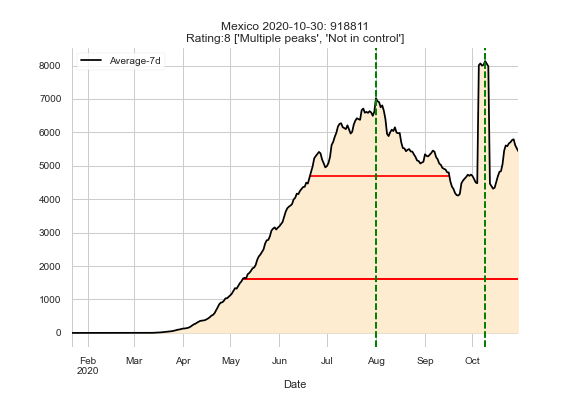 Mexico 2020-10-30: 918811
Rating:8 ['Multiple peaks', 'Not in control']
Average-7d
8000
7000
6000
5000
4000
3000
2000
1000
0
Feb Mar Apr May Jun Jul Aug Sep Oct
2020
Date